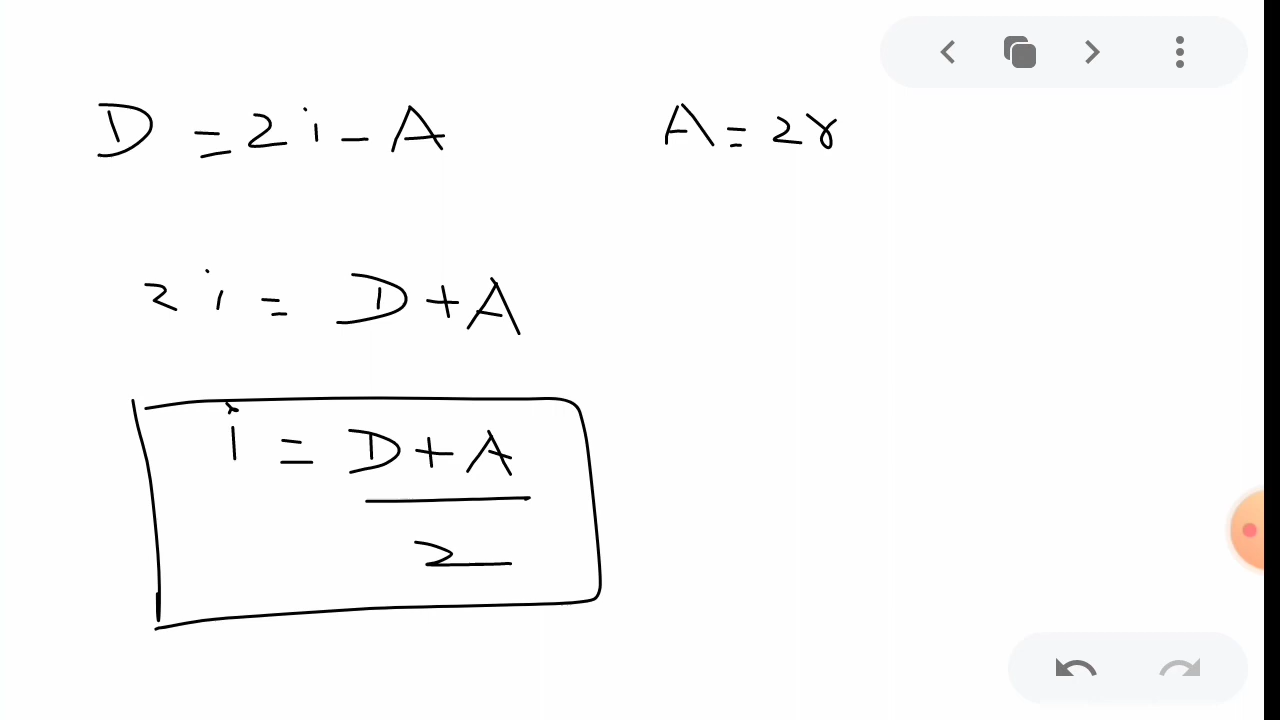 D = 2i - A
A = 2r
2i = D + A
i = D + A
2